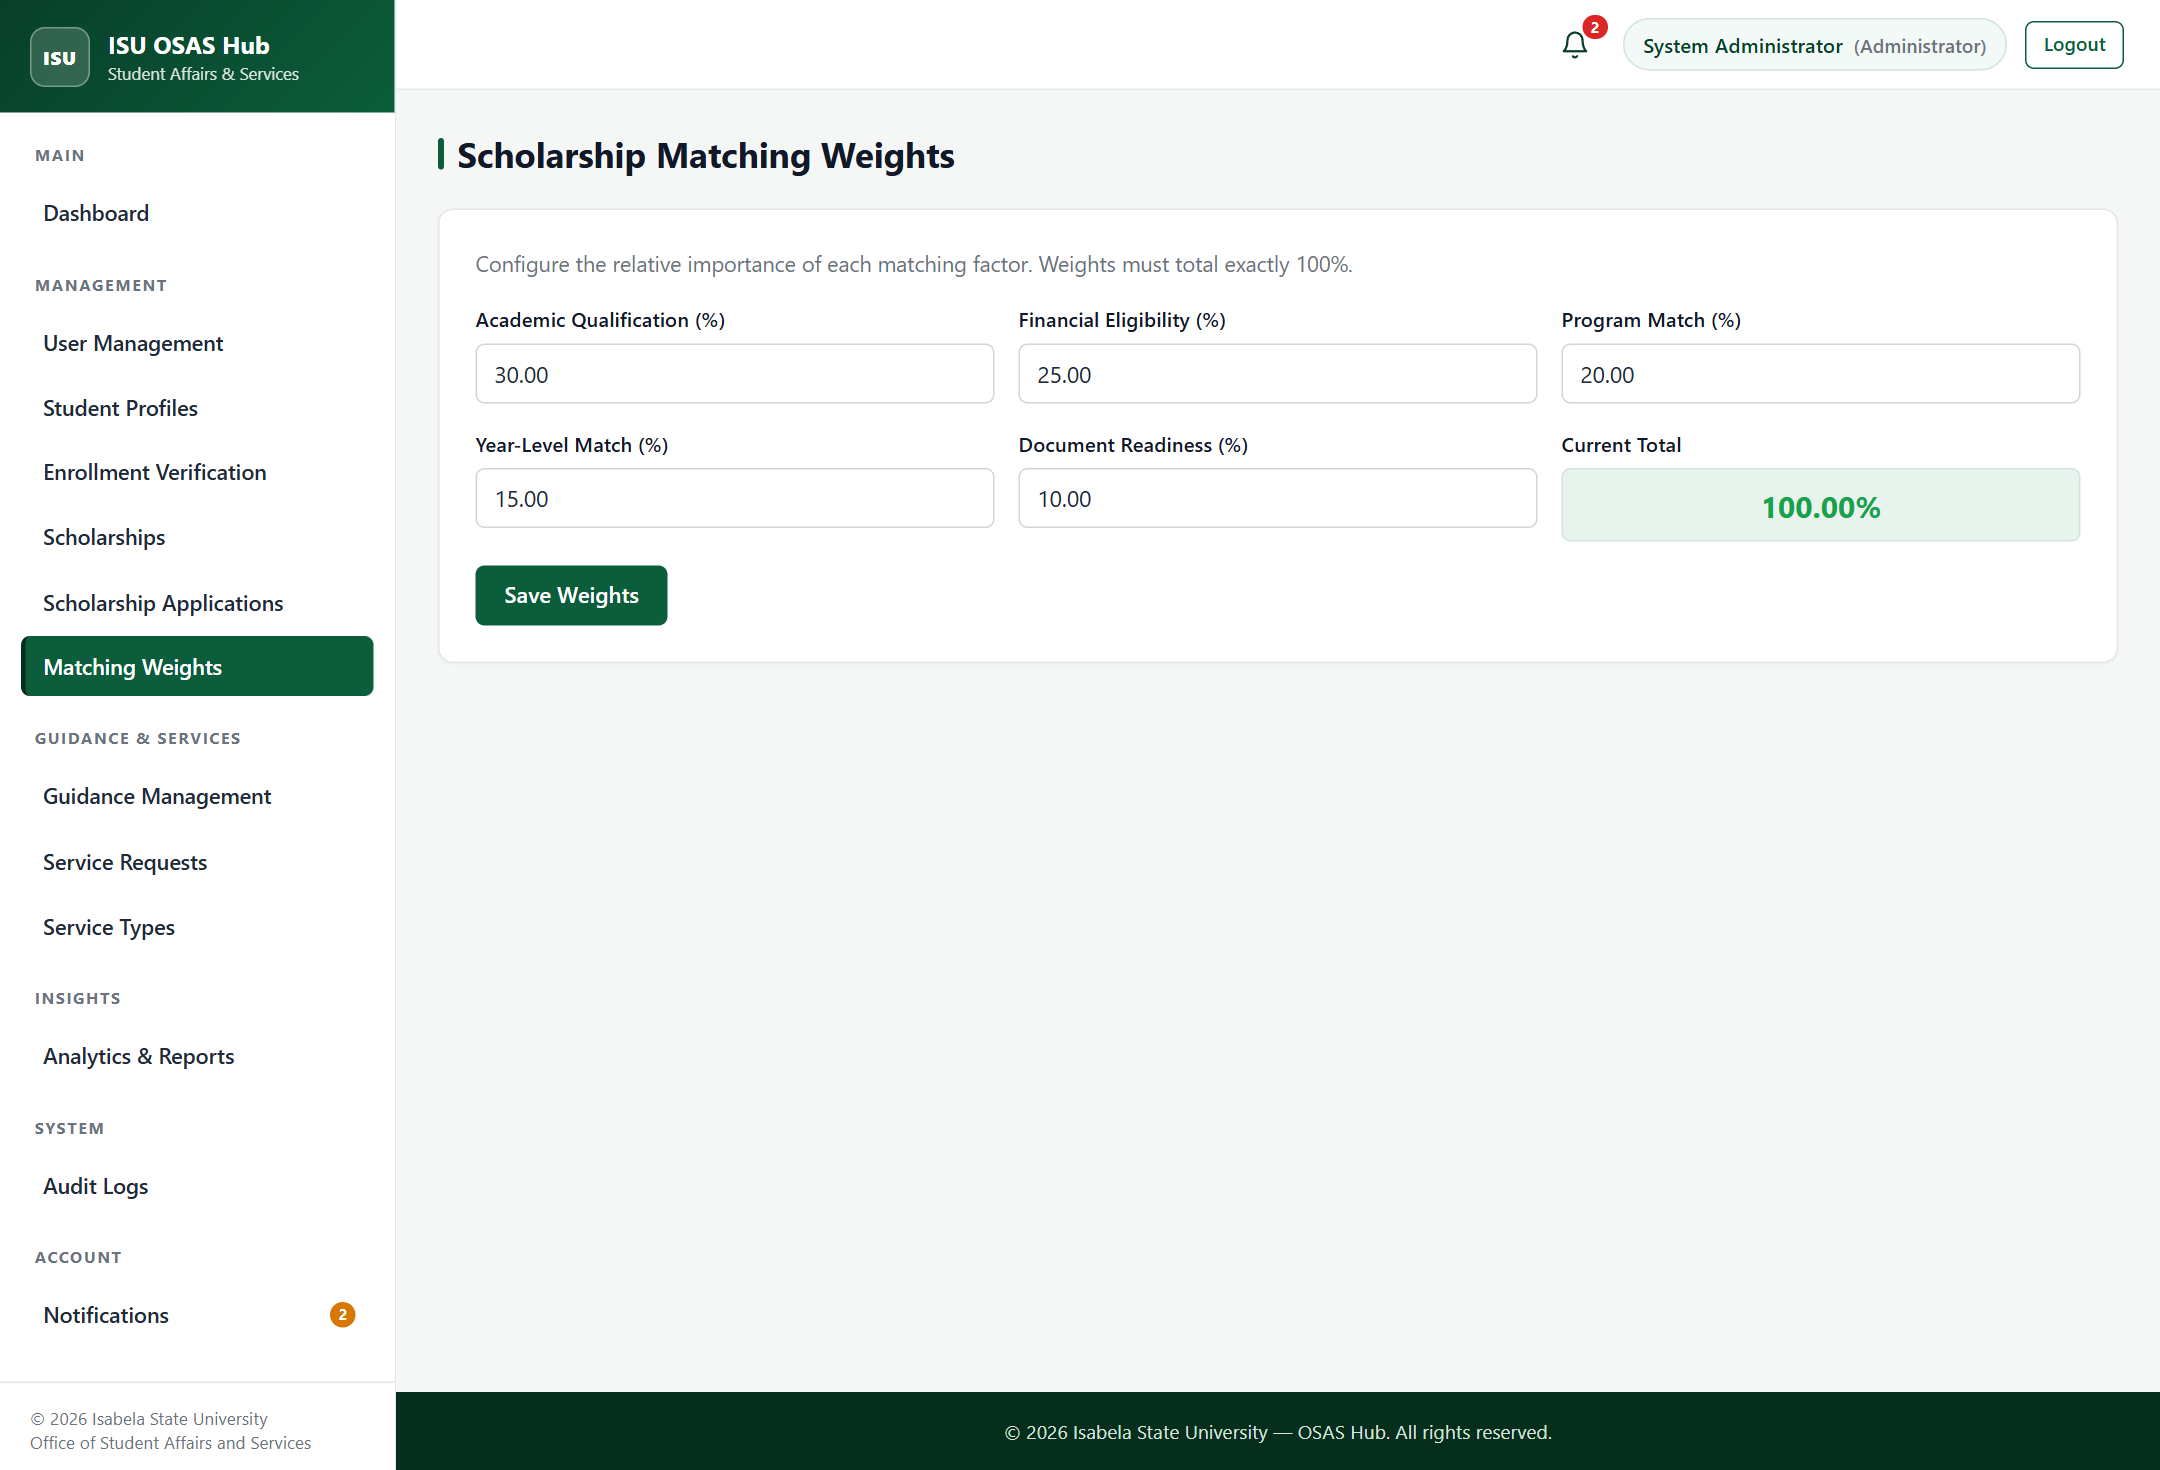 ISU
ISU OSAS Hub
Student Affairs & Services
2
System Administrator (Administrator)
Logout
MAIN
Dashboard
MANAGEMENT
User Management
Student Profiles
Enrollment Verification
Scholarships
Scholarship Applications
Matching Weights
GUIDANCE & SERVICES
Guidance Management
Service Requests
Service Types
INSIGHTS
Analytics & Reports
SYSTEM
Audit Logs
ACCOUNT
Notifications 2
© 2026 Isabela State University
Office of Student Affairs and Services
Scholarship Matching Weights
Configure the relative importance of each matching factor. Weights must total exactly 100%.
Academic Qualification (%)
30.00
Financial Eligibility (%)
25.00
Program Match (%)
20.00
Year-Level Match (%)
15.00
Document Readiness (%)
10.00
Current Total
100.00%
Save Weights
© 2026 Isabela State University — OSAS Hub. All rights reserved.